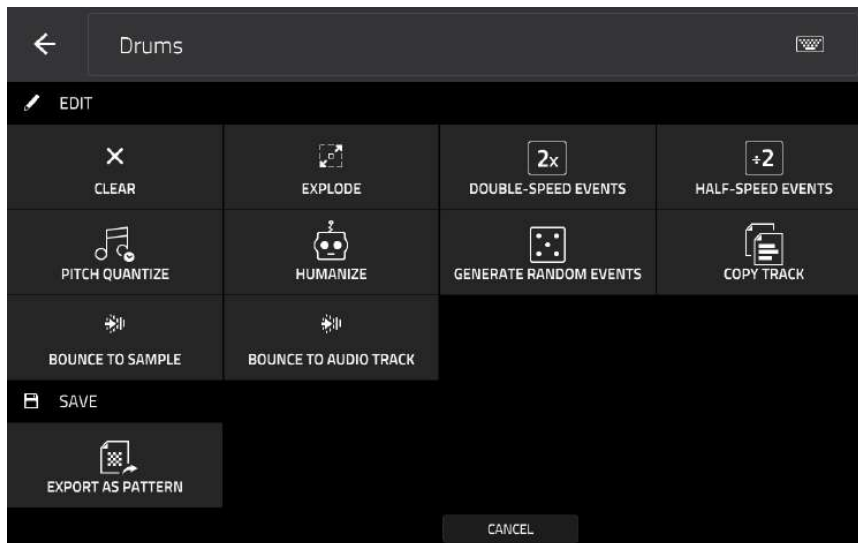 Drums
EDIT
CLEAR
EXPLODE
2x
DOUBLE-SPEED EVENTS
÷2
HALF-SPEED EVENTS
PITCH QUANTIZE
HUMANIZE
GENERATE RANDOM EVENTS
COPY TRACK
BOUNCE TO SAMPLE
BOUNCE TO AUDIO TRACK
SAVE
EXPORT AS PATTERN
CANCEL